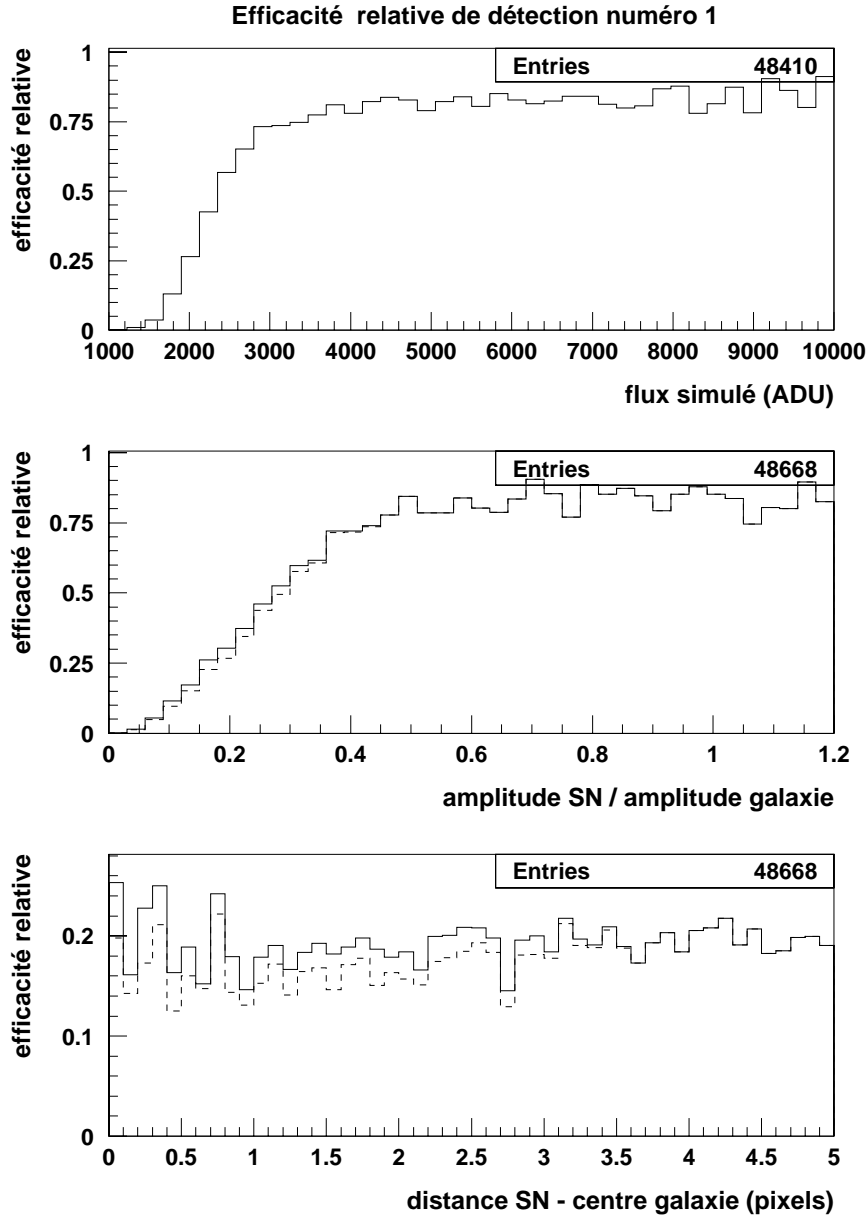 Efficacité relative de détection numéro 1
Entries 48410
efficacité relative
1
0.75
0.5
0.25
0
1000 2000 3000 4000 5000 6000 7000 8000 9000 10000
flux simulé (ADU)
Entries 48668
efficacité relative
1
0.75
0.5
0.25
0
0 0.2 0.4 0.6 0.8 1 1.2
amplitude SN / amplitude galaxie
Entries 48668
efficacité relative
0.2
0.1
0
0 0.5 1 1.5 2 2.5 3 3.5 4 4.5 5
distance SN - centre galaxie (pixels)